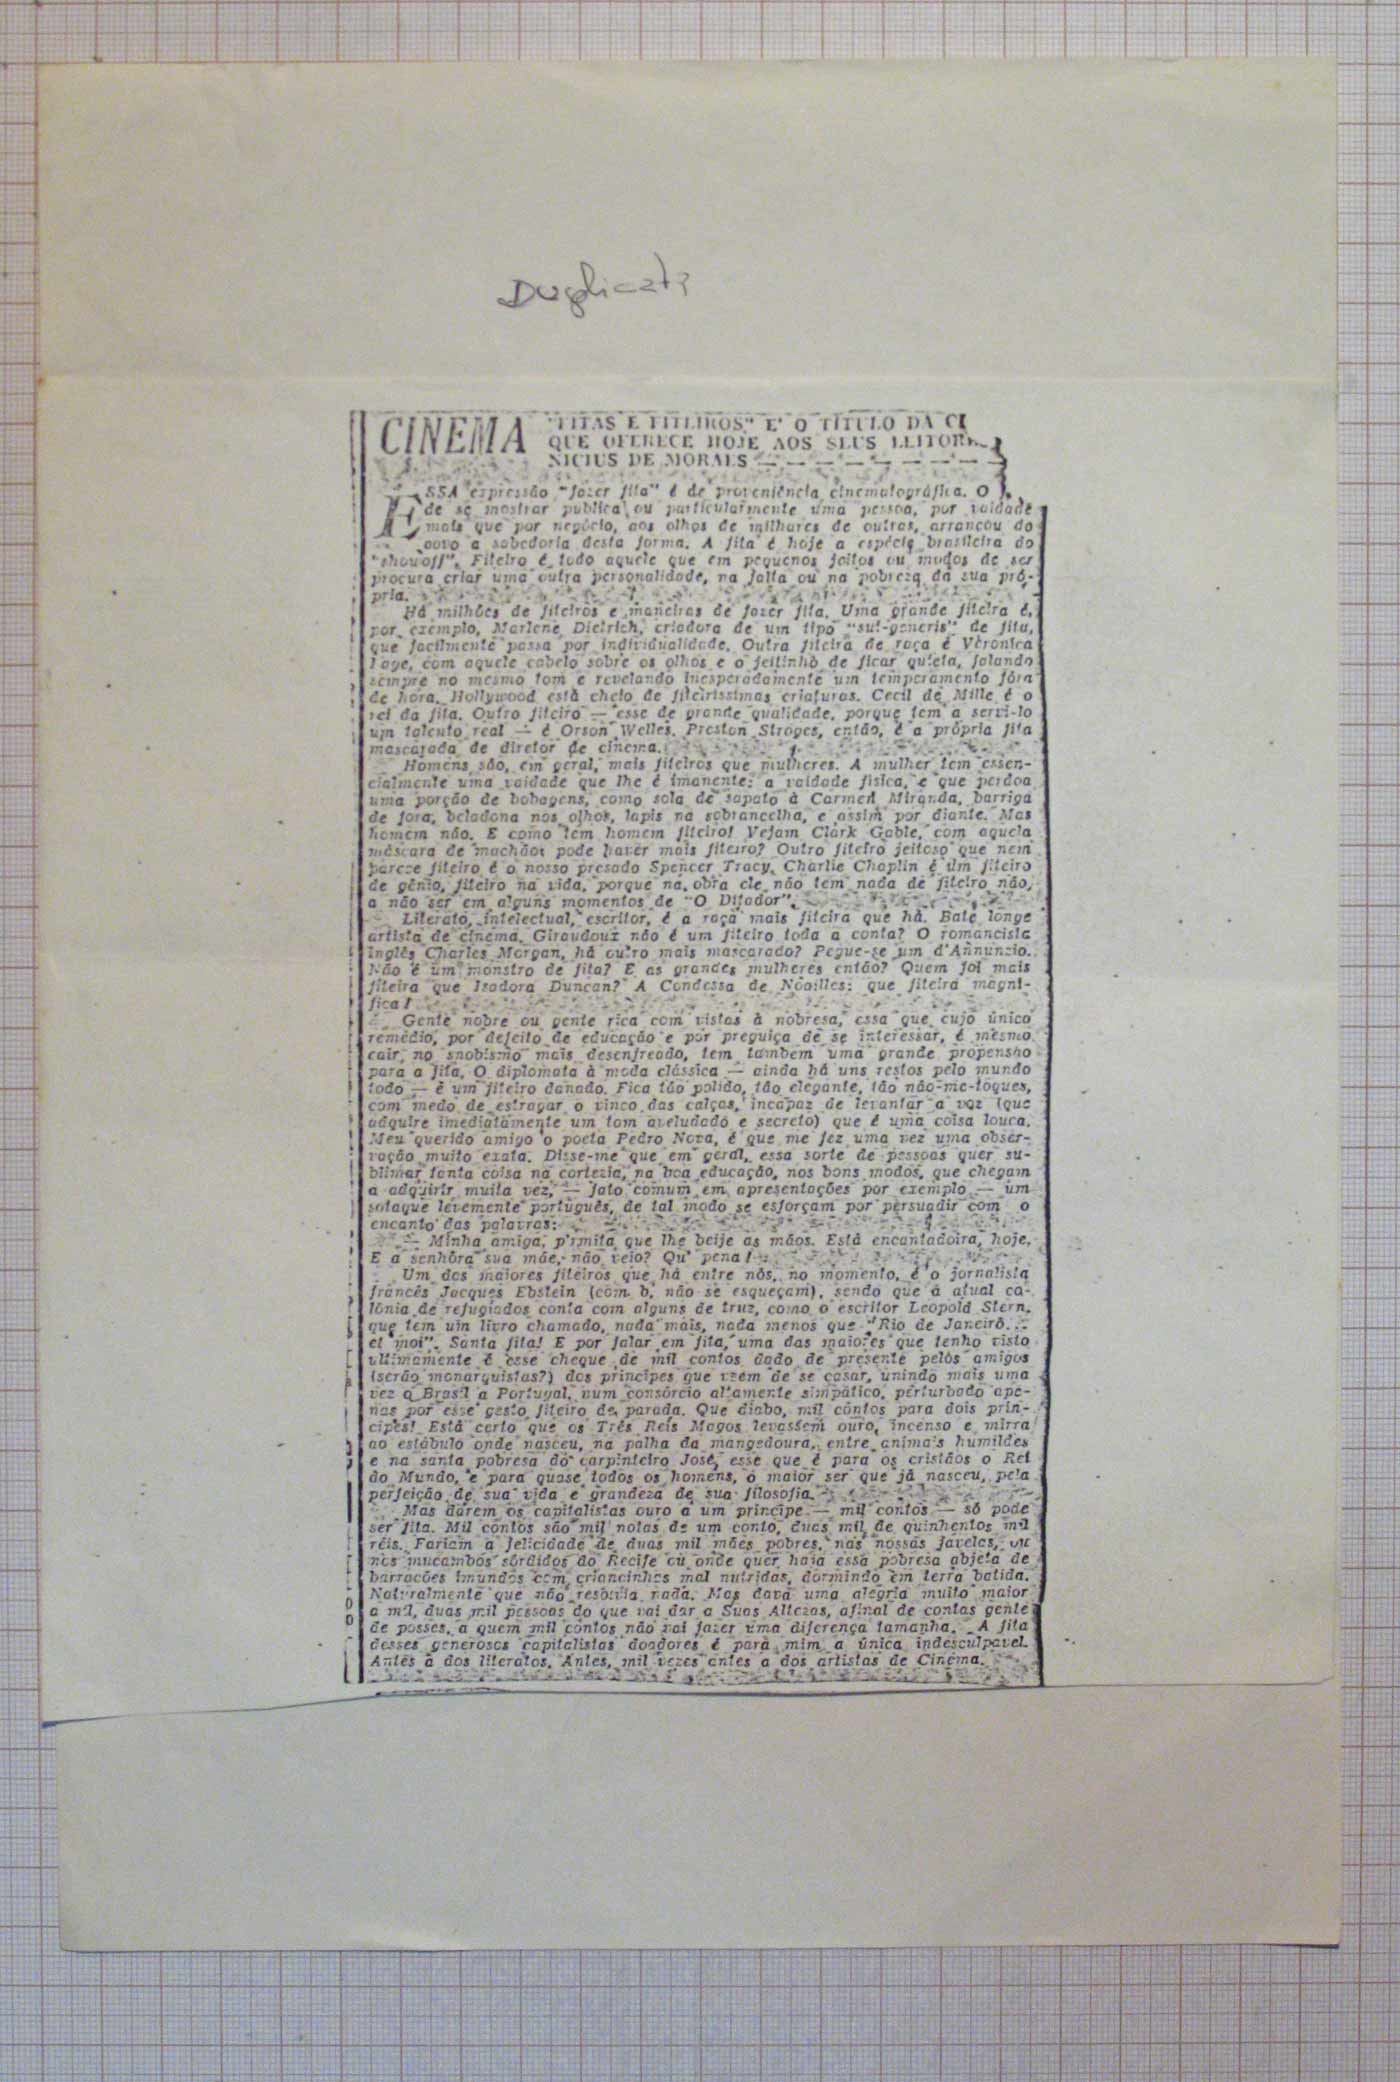 Duplicata
CINEMA
"FITAS E FITEIROS" E' O TÍTULO DA
QUE OFERECE HOJE AOS SEUS
NICIUS DE MORAES
ESSA expressão "fazer fita" é de proveniência cinematográfica. O
de se mostrar publica ou particularmente uma pessoa, por vaidade
mais que por negócio, aos olhos de milhares de outras, arrancou do
povo a sabedoria desta forma. A fita é hoje a espécie brasileira do
"showoff". Fiteiro é todo aquele que em pequenos jeitos ou modos de ser
procura criar uma outra personalidade, na falta ou na pobreza da sua pró-
pria.
Há milhões de fiteiros e maneiras de fazer fita. Uma grande fiteira é,
por exemplo, Marlene Dietrich, criadora de um tipo "sui-generis" de fita,
que facilmente passa por individualidade. Outra fiteira de raça é Verônica
Lake, com aquele cabelo sobre os olhos e o jeitinho de ficar quieta, falando
sempre no mesmo tom e revelando inesperadamente um temperamento fóra
de hora. Hollywood está cheio de fiteiríssimas criaturas. Cecil de Mille é o
rei da fita. Outro fiteiro — esse de grande qualidade, porque tem a servi-lo
um talento real — é Orson Welles. Preston Stroges, então, é a própria fita
mascarada de diretor de cinema.
Homens são, em geral, mais fiteiros que mulheres. A mulher tem essen-
cialmente uma vaidade que lhe é imanente: a vaidade física, e que perdoa
uma porção de bobagens, como sola de sapato à Carmen Miranda, barriga
de fora, beladona nos olhos, lapis na sobrancelha, e assim por diante. Mas
homem não. E como tem homem fiteiro! Vejam Clark Gable, com aquela
máscara de machão: pode haver mais fiteiro? Outro fiteiro jeitoso que nem
parece fiteiro é o nosso presado Spencer Tracy. Charlie Chaplin é um fiteiro
de gênio, fiteiro na vida, porque na obra ele não tem nada de fiteiro não,
a não ser em alguns momentos de "O Ditador".
Literato, intelectual, escritor, é a raça mais fiteira que há. Bate longe
artista de cinema. Giraudoux não é um fiteiro toda a conta? O romancista
inglês Charles Morgan, há outro mais mascarado? Pegue-se um d'Annunzio.
Não é um monstro de fita? E as grandes mulheres então? Quem foi mais
fiteira que Isadora Duncan? A Condessa de Noailles: que fiteira magní-
fica!
Gente nobre ou gente rica com vistas à nobresa, essa que cujo único
remédio, por defeito de educação e por preguiça de se interessar, é mesmo
cair no snobismo mais desenfreado, tem tambem uma grande propensão
para a fita. O diplomata à moda clássica — ainda há uns restos pelo mundo
todo — é um fiteiro danado. Fica tão polido, tão elegante, tão não-me-toques,
com medo de estragar o vinco das calças, incapaz de levantar a voz (que
adquire imediatamente um tom aveludado e secreto) que é uma coisa louca.
Meu querido amigo o poeta Pedro Nava, é que me fez uma vez uma obser-
vação muito exata. Disse-me que em geral, essa sorte de pessoas quer su-
blimar tanta coisa na cortezia, na boa educação, nos bons modos, que chegam
a adquirir muita vez, — fato comum em apresentações por exemplo — um
sotaque levemente português, de tal modo se esforçam por persuadir com o
encanto das palavras:
— Minha amiga, p'rmita que lhe beije as mãos. Está encantadoira, hoje.
E a senhôra sua mãe, não veio? Qu' pena!
Um dos maiores fiteiros que há entre nós, no momento, é o jornalista
francês Jacques Ebstein (com b, não se esqueçam), sendo que a atual co-
lônia de refugiados conta com alguns de truz, como o escritor Leopold Stern,
que tem um livro chamado, nada mais, nada menos que "Rio de Janeiro...
et moi". Santa fita! E por falar em fita, uma das maiores que tenho visto
ultimamente é esse cheque de mil contos dado de presente pelos amigos
(serão monarquistas?) dos príncipes que vêem de se casar, unindo mais uma
vez o Brasil a Portugal, num consórcio altamente simpático, perturbado ape-
nas por esse gesto fiteiro de parada. Que diabo, mil contos para dois prín-
cipes! Está certo que os Três Reis Magos levassem ouro, incenso e mirra
ao estábulo onde nasceu, na palha da mangedoura, entre animais humildes
e na santa pobresa do carpinteiro José, esse que é para os cristãos o Rei
do Mundo, e para quase todos os homens, o maior ser que já nasceu, pela
perfeição de sua vida e grandeza de sua filosofia.
Mas darem os capitalistas ouro a um príncipe — mil contos — só pode
ser fita. Mil contos são mil notas de um conto, duas mil de quinhentos mil
réis. Fariam a felicidade de duas mil mães pobres, nas nossas favelas, ou
nos mucambos sórdidos do Recife ou onde quer haja essa pobresa abjeta de
barracões imundos com criancinhas mal nutridas, dormindo em terra batida.
Naturalmente que não resolvia nada. Mas dava uma alegria muito maior
a mil, duas mil pessoas do que vai dar a Suas Altezas, afinal de contas gente
de posses, a quem mil contos não vai fazer uma diferença tamanha. A fita
desses generosos capitalistas doadores é para mim a única indesculpavel.
Antes a dos literatos. Antes, mil vezes antes a dos artistas de Cinema.